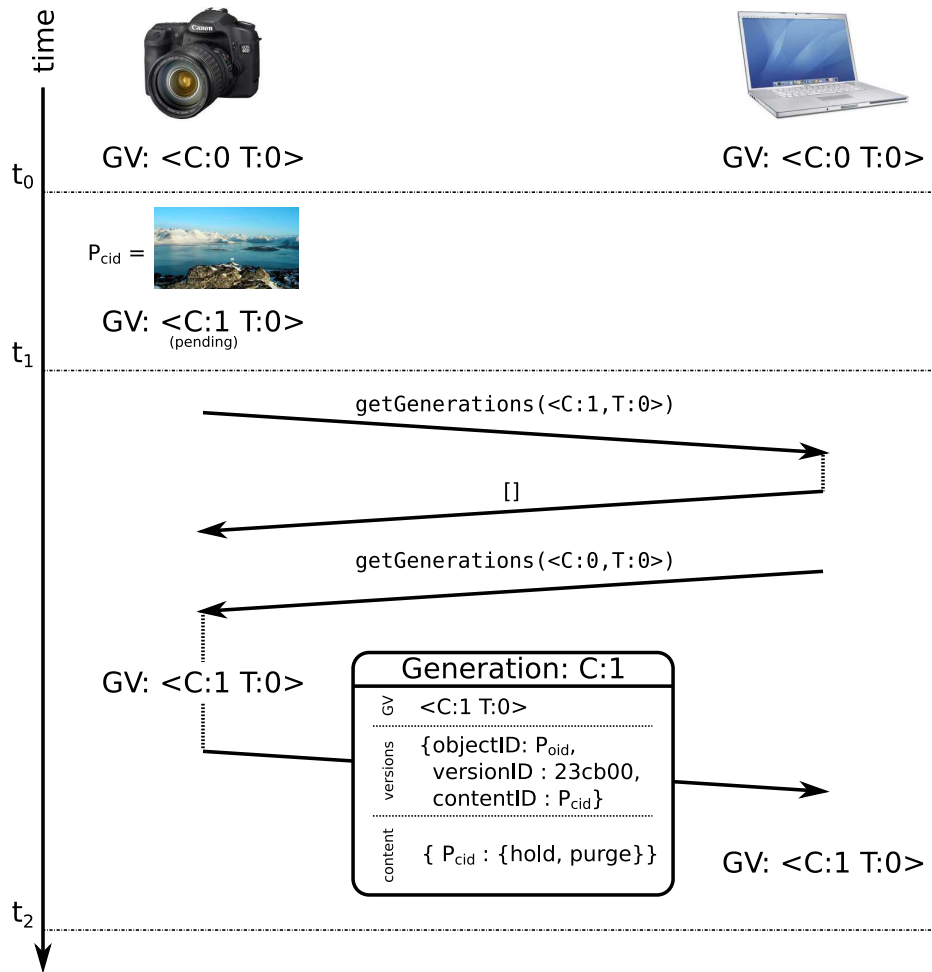 time
Canon
GV: <C:0 T:0>
GV: <C:0 T:0>
t0
Pcid =
GV: <C:1 T:0>
(pending)
t1
getGenerations(<C:1,T:0>)
[]
getGenerations(<C:0,T:0>)
GV: <C:1 T:0>
Generation: C:1
GV
<C:1 T:0>
versions
{objectID: Poid,
versionID : 23cb00,
contentID : Pcid}
content
{ Pcid : {hold, purge}}
GV: <C:1 T:0>
t2